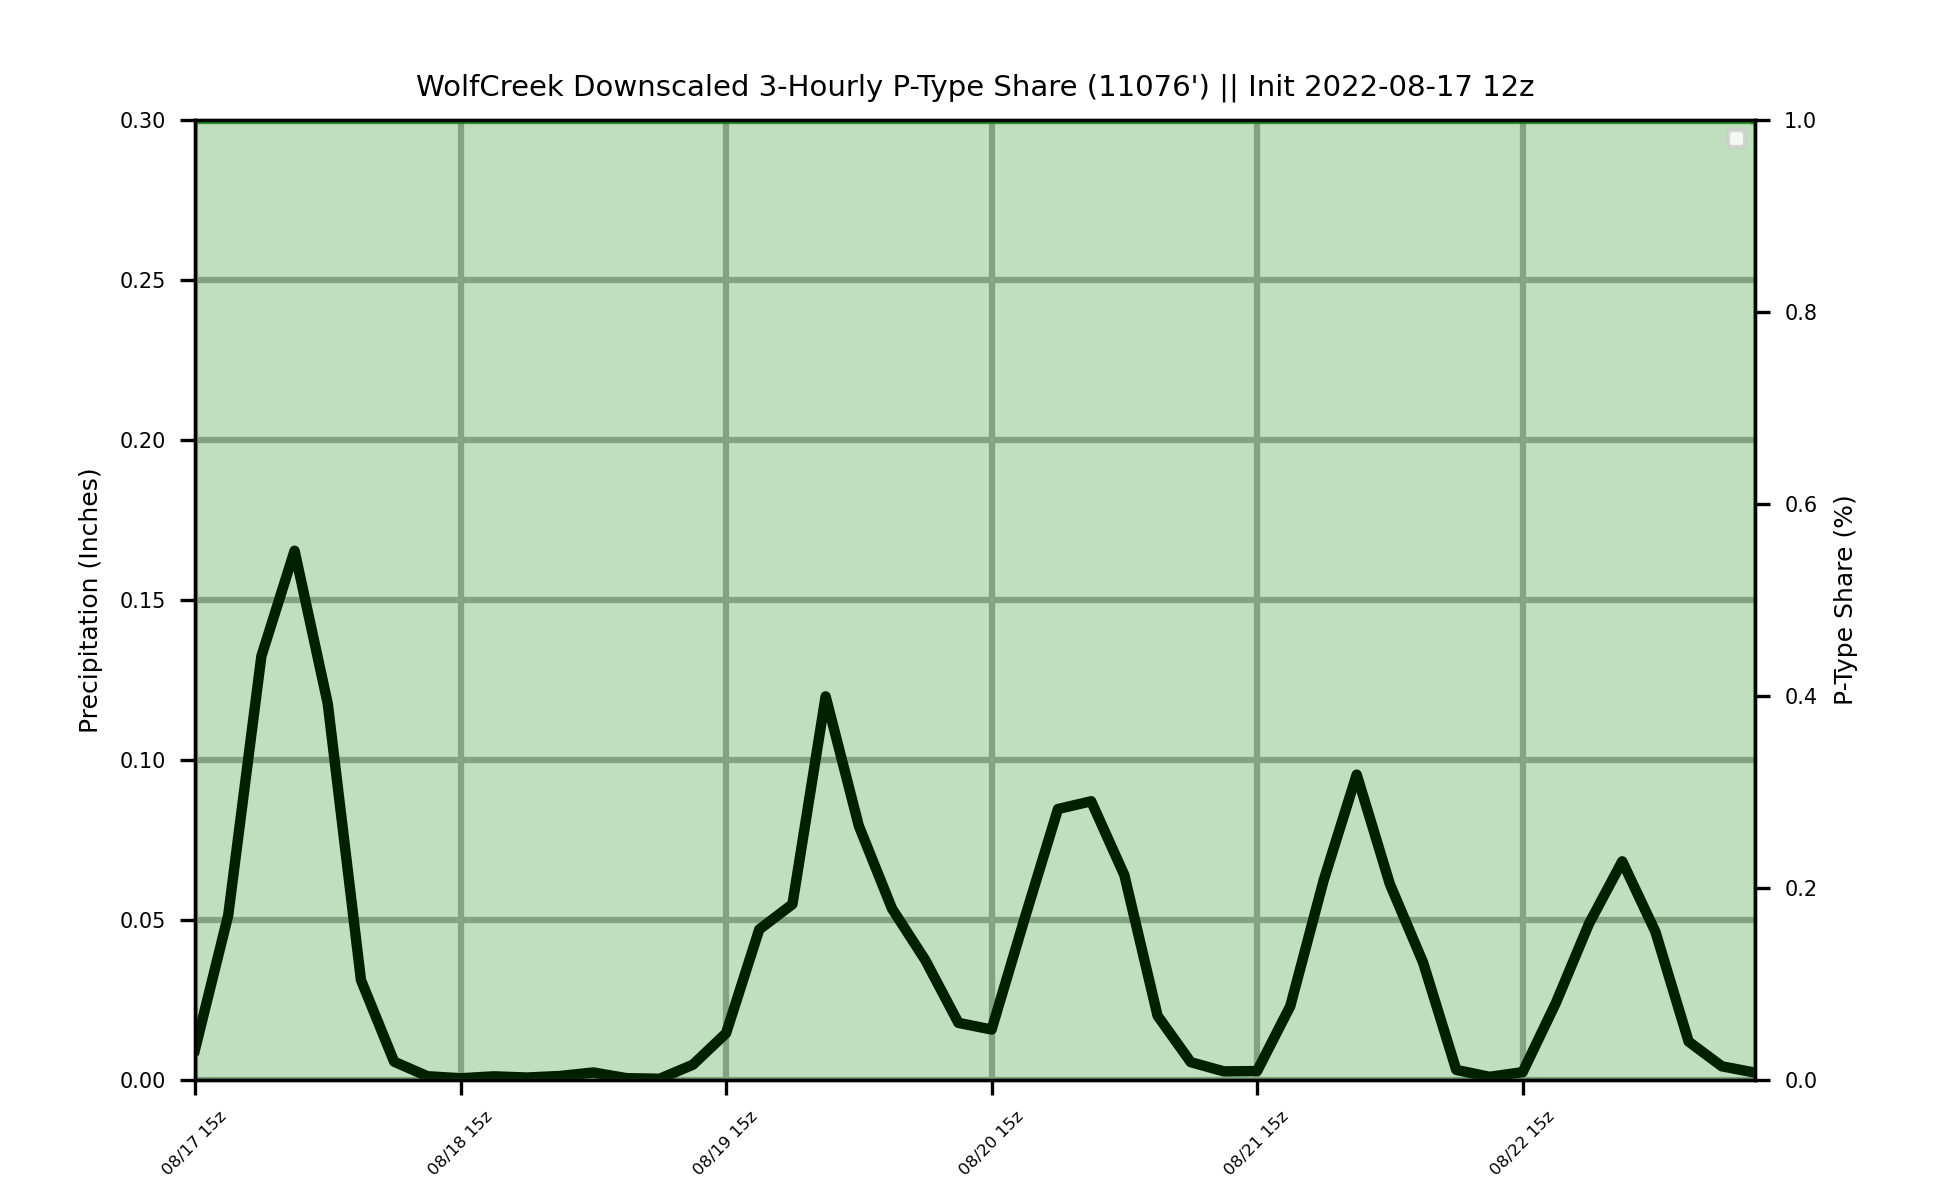 WolfCreek Downscaled 3-Hourly P-Type Share (11076') || Init 2022-08-17 12z
0.30
0.25
0.20
0.15
0.10
0.05
0.00
Precipitation (Inches)
1.0
0.8
0.6
0.4
0.2
0.0
P-Type Share (%)
08/17 15z
08/18 15z
08/19 15z
08/20 15z
08/21 15z
08/22 15z